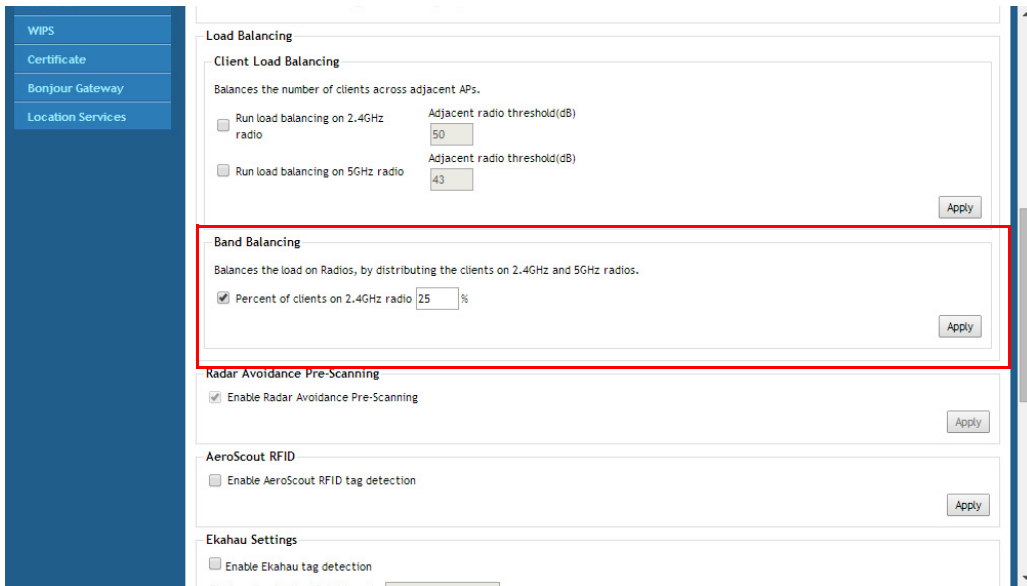 WIPS
Certificate
Bonjour Gateway
Location Services
Load Balancing
Client Load Balancing
Balances the number of clients across adjacent APs.
Run load balancing on 2.4GHz
radio
Adjacent radio threshold(dB)
50
Run load balancing on 5GHz radio
Adjacent radio threshold(dB)
43
Apply
Band Balancing
Balances the load on Radios, by distributing the clients on 2.4GHz and 5GHz radios.
Percent of clients on 2.4GHz radio 25 %
Apply
Radar Avoidance Pre-Scanning
Enable Radar Avoidance Pre-Scanning
Apply
AeroScout RFID
Enable AeroScout RFID tag detection
Apply
Ekahau Settings
Enable Ekahau tag detection